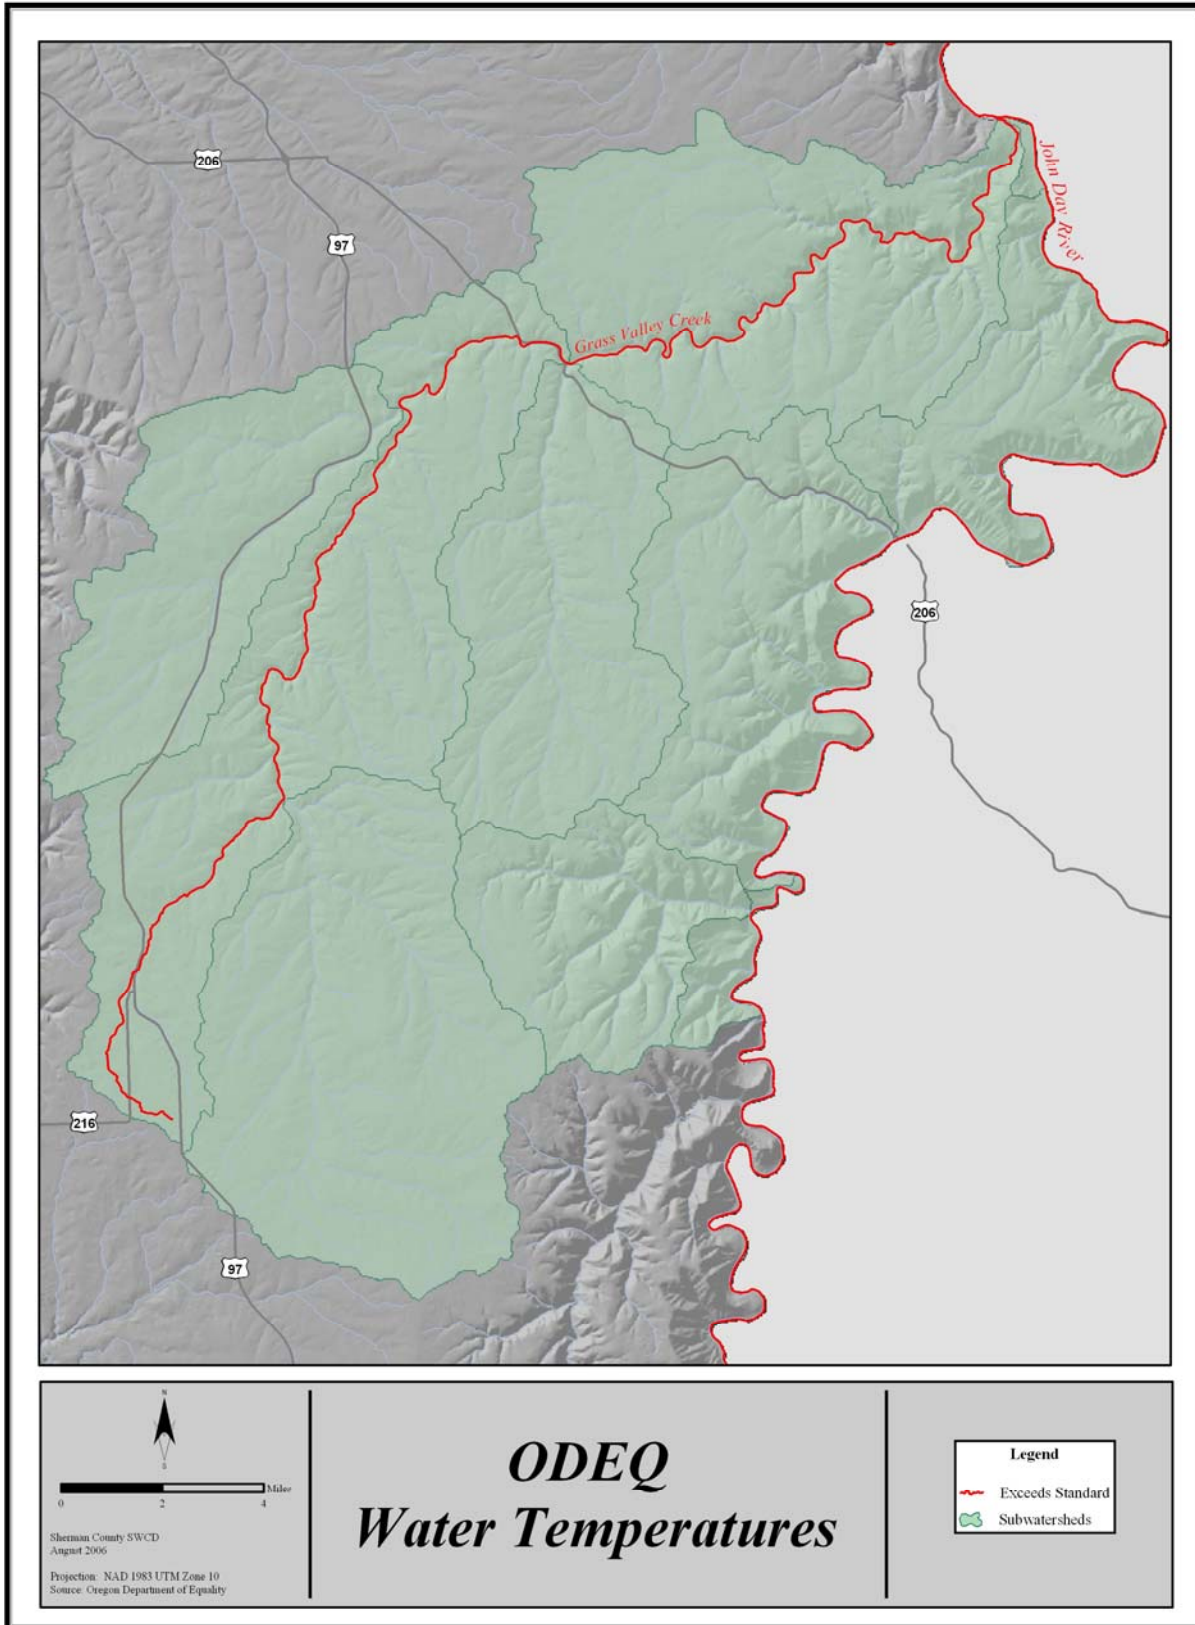 206
97
John Day River
Grass Valley Creek
206
216
97
N
S
0 2 4 Miles
Sherman County SWCD
August 2006
Projection: NAD 1983 UTM Zone 10
Source: Oregon Department of Equality
ODEQ
Water Temperatures
Legend
Exceeds Standard
Subwatersheds